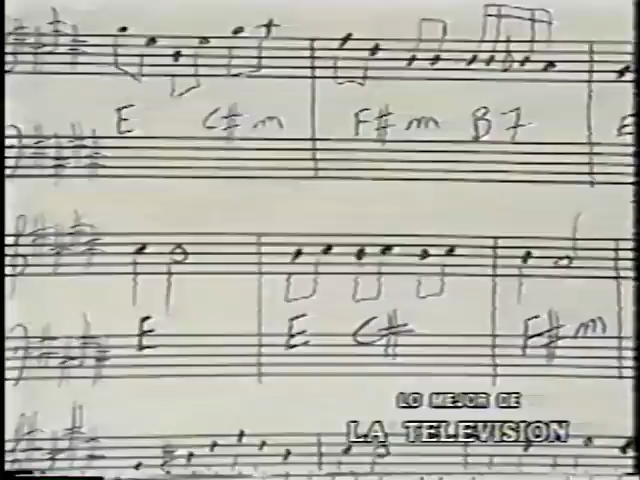 E C#m F#m B7 E
E E C# F#m
LO MEJOR DE
LA TELEVISION